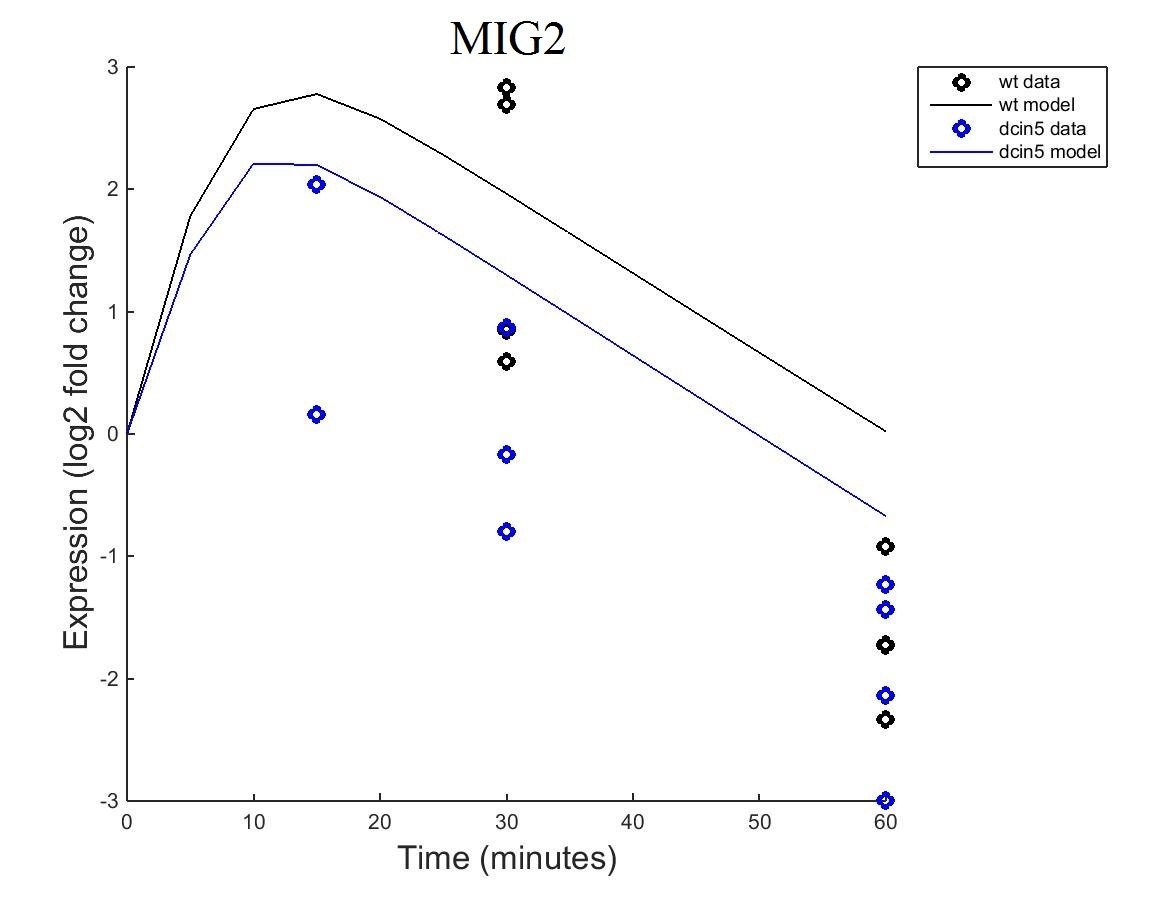 MIG2
3
2
1
0
-1
-2
-3
Expression (log2 fold change)
0 10 20 30 40 50 60
Time (minutes)
wt data
wt model
dcin5 data
dcin5 model